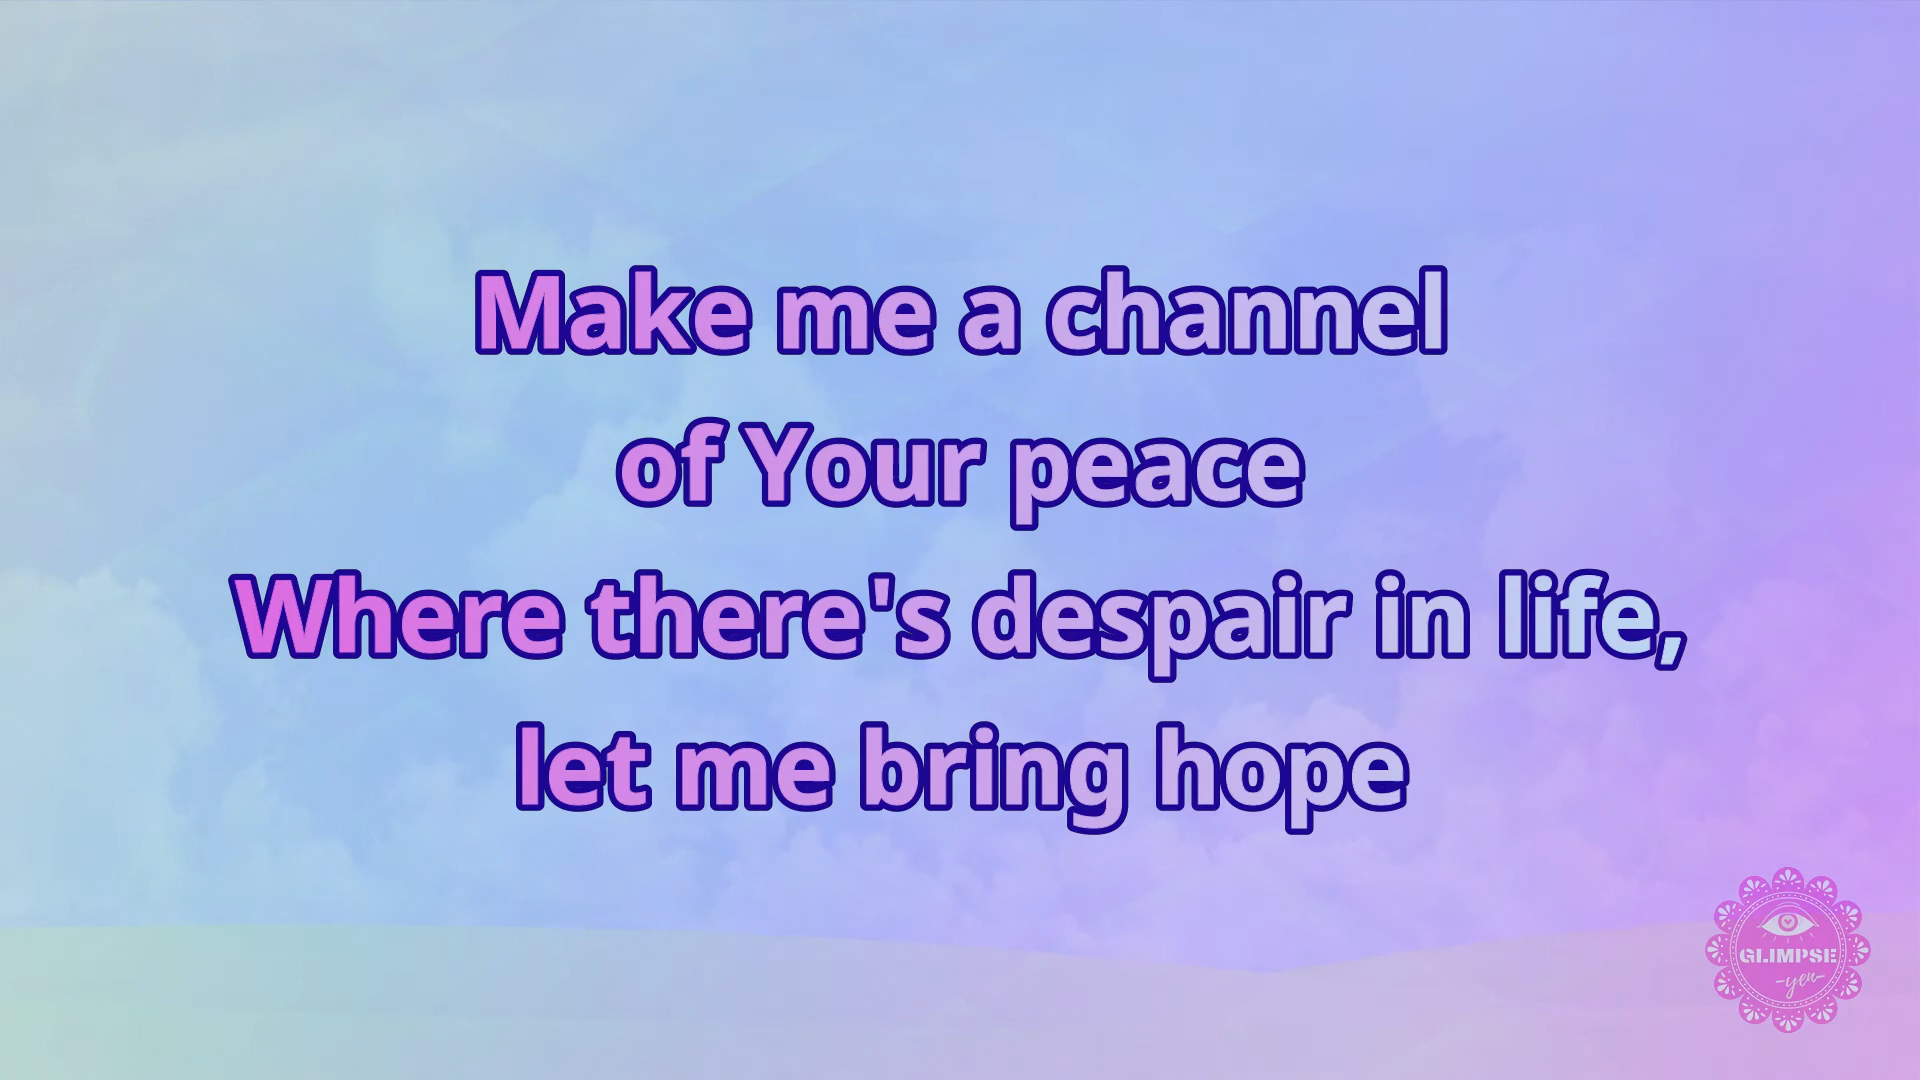 Make me a channel
of Your peace
Where there's despair in life,
let me bring hope
GLIMPSE
-yen-